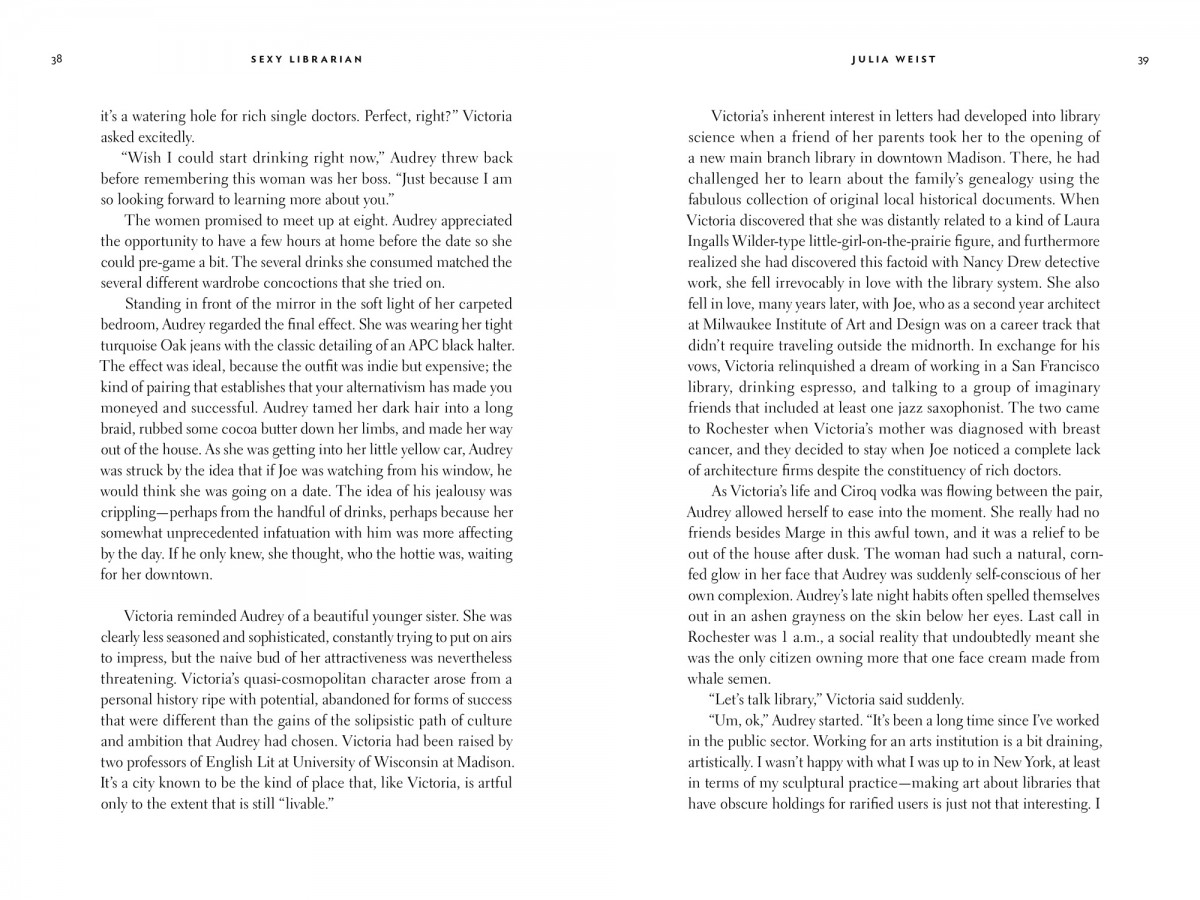 38
SEXY LIBRARIAN
it’s a watering hole for rich single doctors. Perfect, right?” Victoria
asked excitedly.
“Wish I could start drinking right now,” Audrey threw back
before remembering this woman was her boss. “Just because I am
so looking forward to learning more about you.”
The women promised to meet up at eight. Audrey appreciated
the opportunity to have a few hours at home before the date so she
could pre-game a bit. The several drinks she consumed matched the
several different wardrobe concoctions that she tried on.
Standing in front of the mirror in the soft light of her carpeted
bedroom, Audrey regarded the final effect. She was wearing her tight
turquoise Oak jeans with the classic detailing of an APC black halter.
The effect was ideal, because the outfit was indie but expensive; the
kind of pairing that establishes that your alternativism has made you
moneyed and successful. Audrey tamed her dark hair into a long
braid, rubbed some cocoa butter down her limbs, and made her way
out of the house. As she was getting into her little yellow car, Audrey
was struck by the idea that if Joe was watching from his window, he
would think she was going on a date. The idea of his jealousy was
crippling—perhaps from the handful of drinks, perhaps because her
somewhat unprecedented infatuation with him was more affecting
by the day. If he only knew, she thought, who the hottie was, waiting
for her downtown.
Victoria reminded Audrey of a beautiful younger sister. She was
clearly less seasoned and sophisticated, constantly trying to put on airs
to impress, but the naive bud of her attractiveness was nevertheless
threatening. Victoria’s quasi-cosmopolitan character arose from a
personal history ripe with potential, abandoned for forms of success
that were different than the gains of the solipsistic path of culture
and ambition that Audrey had chosen. Victoria had been raised by
two professors of English Lit at University of Wisconsin at Madison.
It’s a city known to be the kind of place that, like Victoria, is artful
only to the extent that is still “livable.”
JULIA WEIST
39
Victoria’s inherent interest in letters had developed into library
science when a friend of her parents took her to the opening of
a new main branch library in downtown Madison. There, he had
challenged her to learn about the family’s genealogy using the
fabulous collection of original local historical documents. When
Victoria discovered that she was distantly related to a kind of Laura
Ingalls Wilder-type little-girl-on-the-prairie figure, and furthermore
realized she had discovered this factoid with Nancy Drew detective
work, she fell irrevocably in love with the library system. She also
fell in love, many years later, with Joe, who as a second year architect
at Milwaukee Institute of Art and Design was on a career track that
didn’t require traveling outside the midnorth. In exchange for his
vows, Victoria relinquished a dream of working in a San Francisco
library, drinking espresso, and talking to a group of imaginary
friends that included at least one jazz saxophonist. The two came
to Rochester when Victoria’s mother was diagnosed with breast
cancer, and they decided to stay when Joe noticed a complete lack
of architecture firms despite the constituency of rich doctors.
As Victoria’s life and Ciroq vodka was flowing between the pair,
Audrey allowed herself to ease into the moment. She really had no
friends besides Marge in this awful town, and it was a relief to be
out of the house after dusk. The woman had such a natural, corn-
fed glow in her face that Audrey was suddenly self-conscious of her
own complexion. Audrey’s late night habits often spelled themselves
out in an ashen grayness on the skin below her eyes. Last call in
Rochester was 1 a.m., a social reality that undoubtedly meant she
was the only citizen owning more that one face cream made from
whale semen.
“Let’s talk library,” Victoria said suddenly.
“Um, ok,” Audrey started. “It’s been a long time since I’ve worked
in the public sector. Working for an arts institution is a bit draining,
artistically. I wasn’t happy with what I was up to in New York, at least
in terms of my sculptural practice—making art about libraries that
have obscure holdings for rarified users is just not that interesting. I